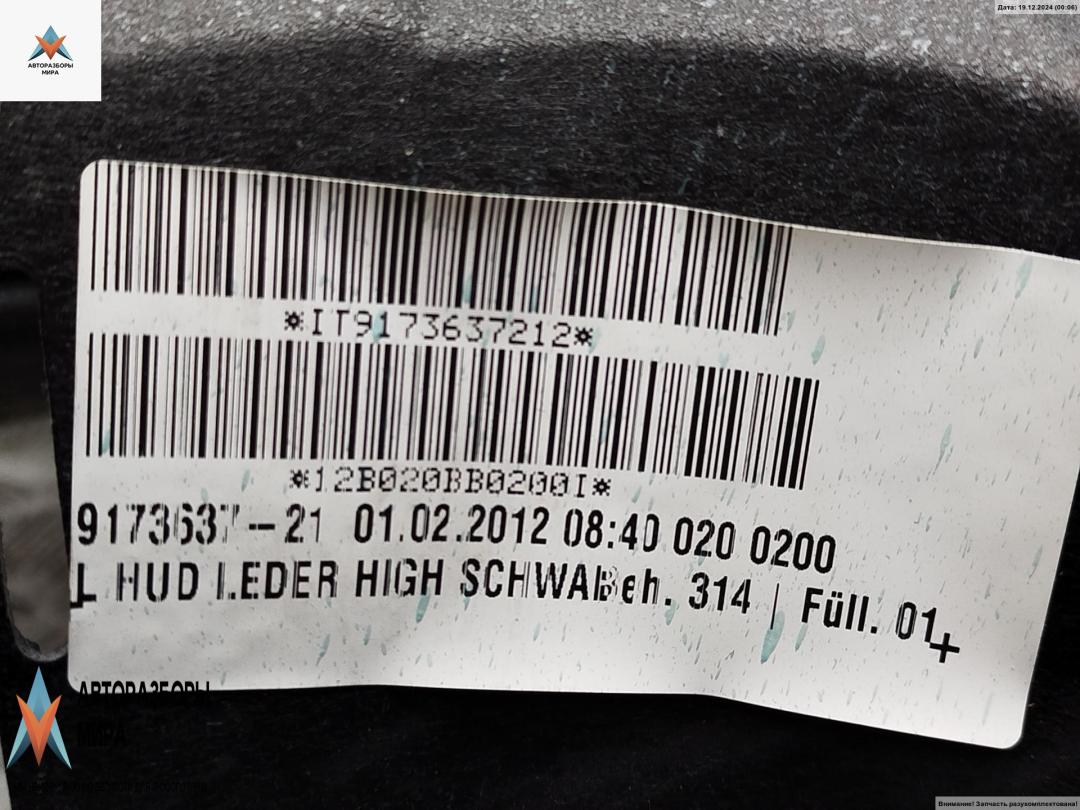 Дата: 19.12.2024 (00:06)
АВТОРАЗБОРЫ
МИРА
*IT9173637212*
*12B020BB0200I*
9173637-21 01.02.2012 08:40 020 0200
L HUD LEDER HIGH SCHWABeh. 314 | Füll. 01+
АВТОРАЗБОРЫ
МИРА
Внимание! Запчасть разукомплектована!